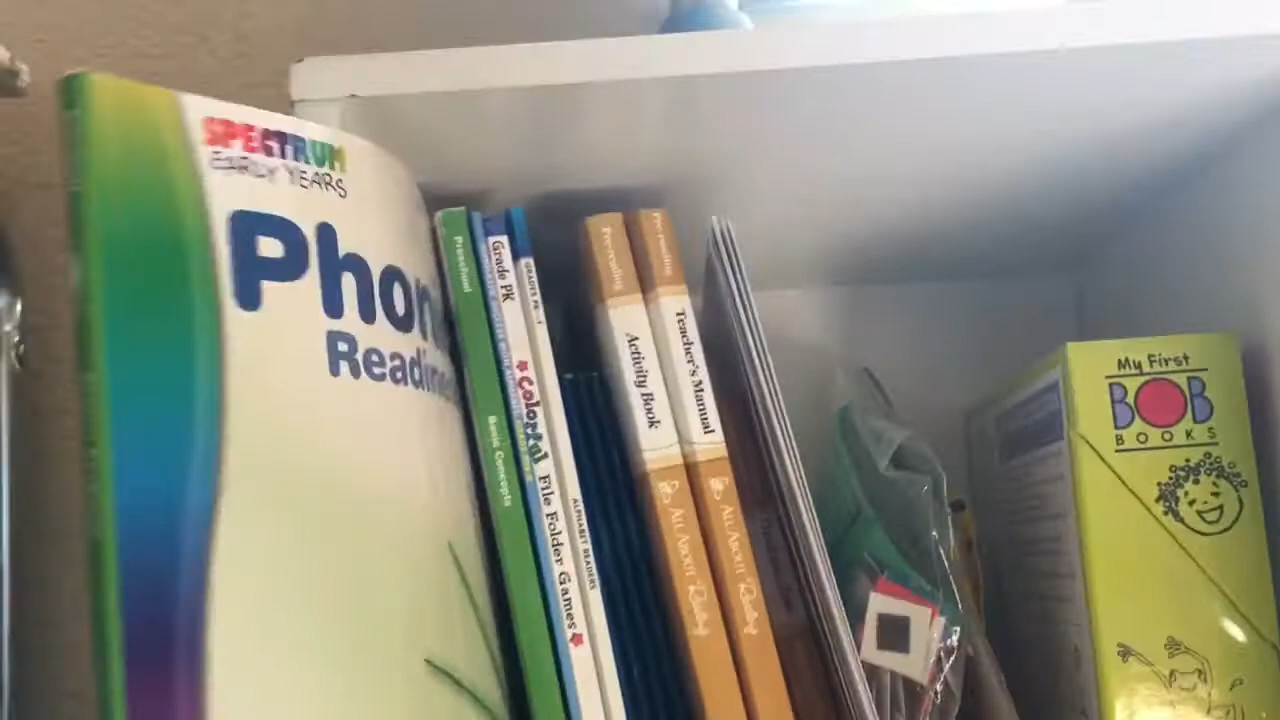 SPECTRUM
EARLY YEARS
Phon
Readine
Preschool
Basic Concepts
Grade PK
Colorful File Folder Games
ALPHABET READERS
Pre-reading
Activity Book
ALL ABOUT Reading
Pre-reading
Teacher's Manual
ALL ABOUT Reading
My First
BOB
BOOKS